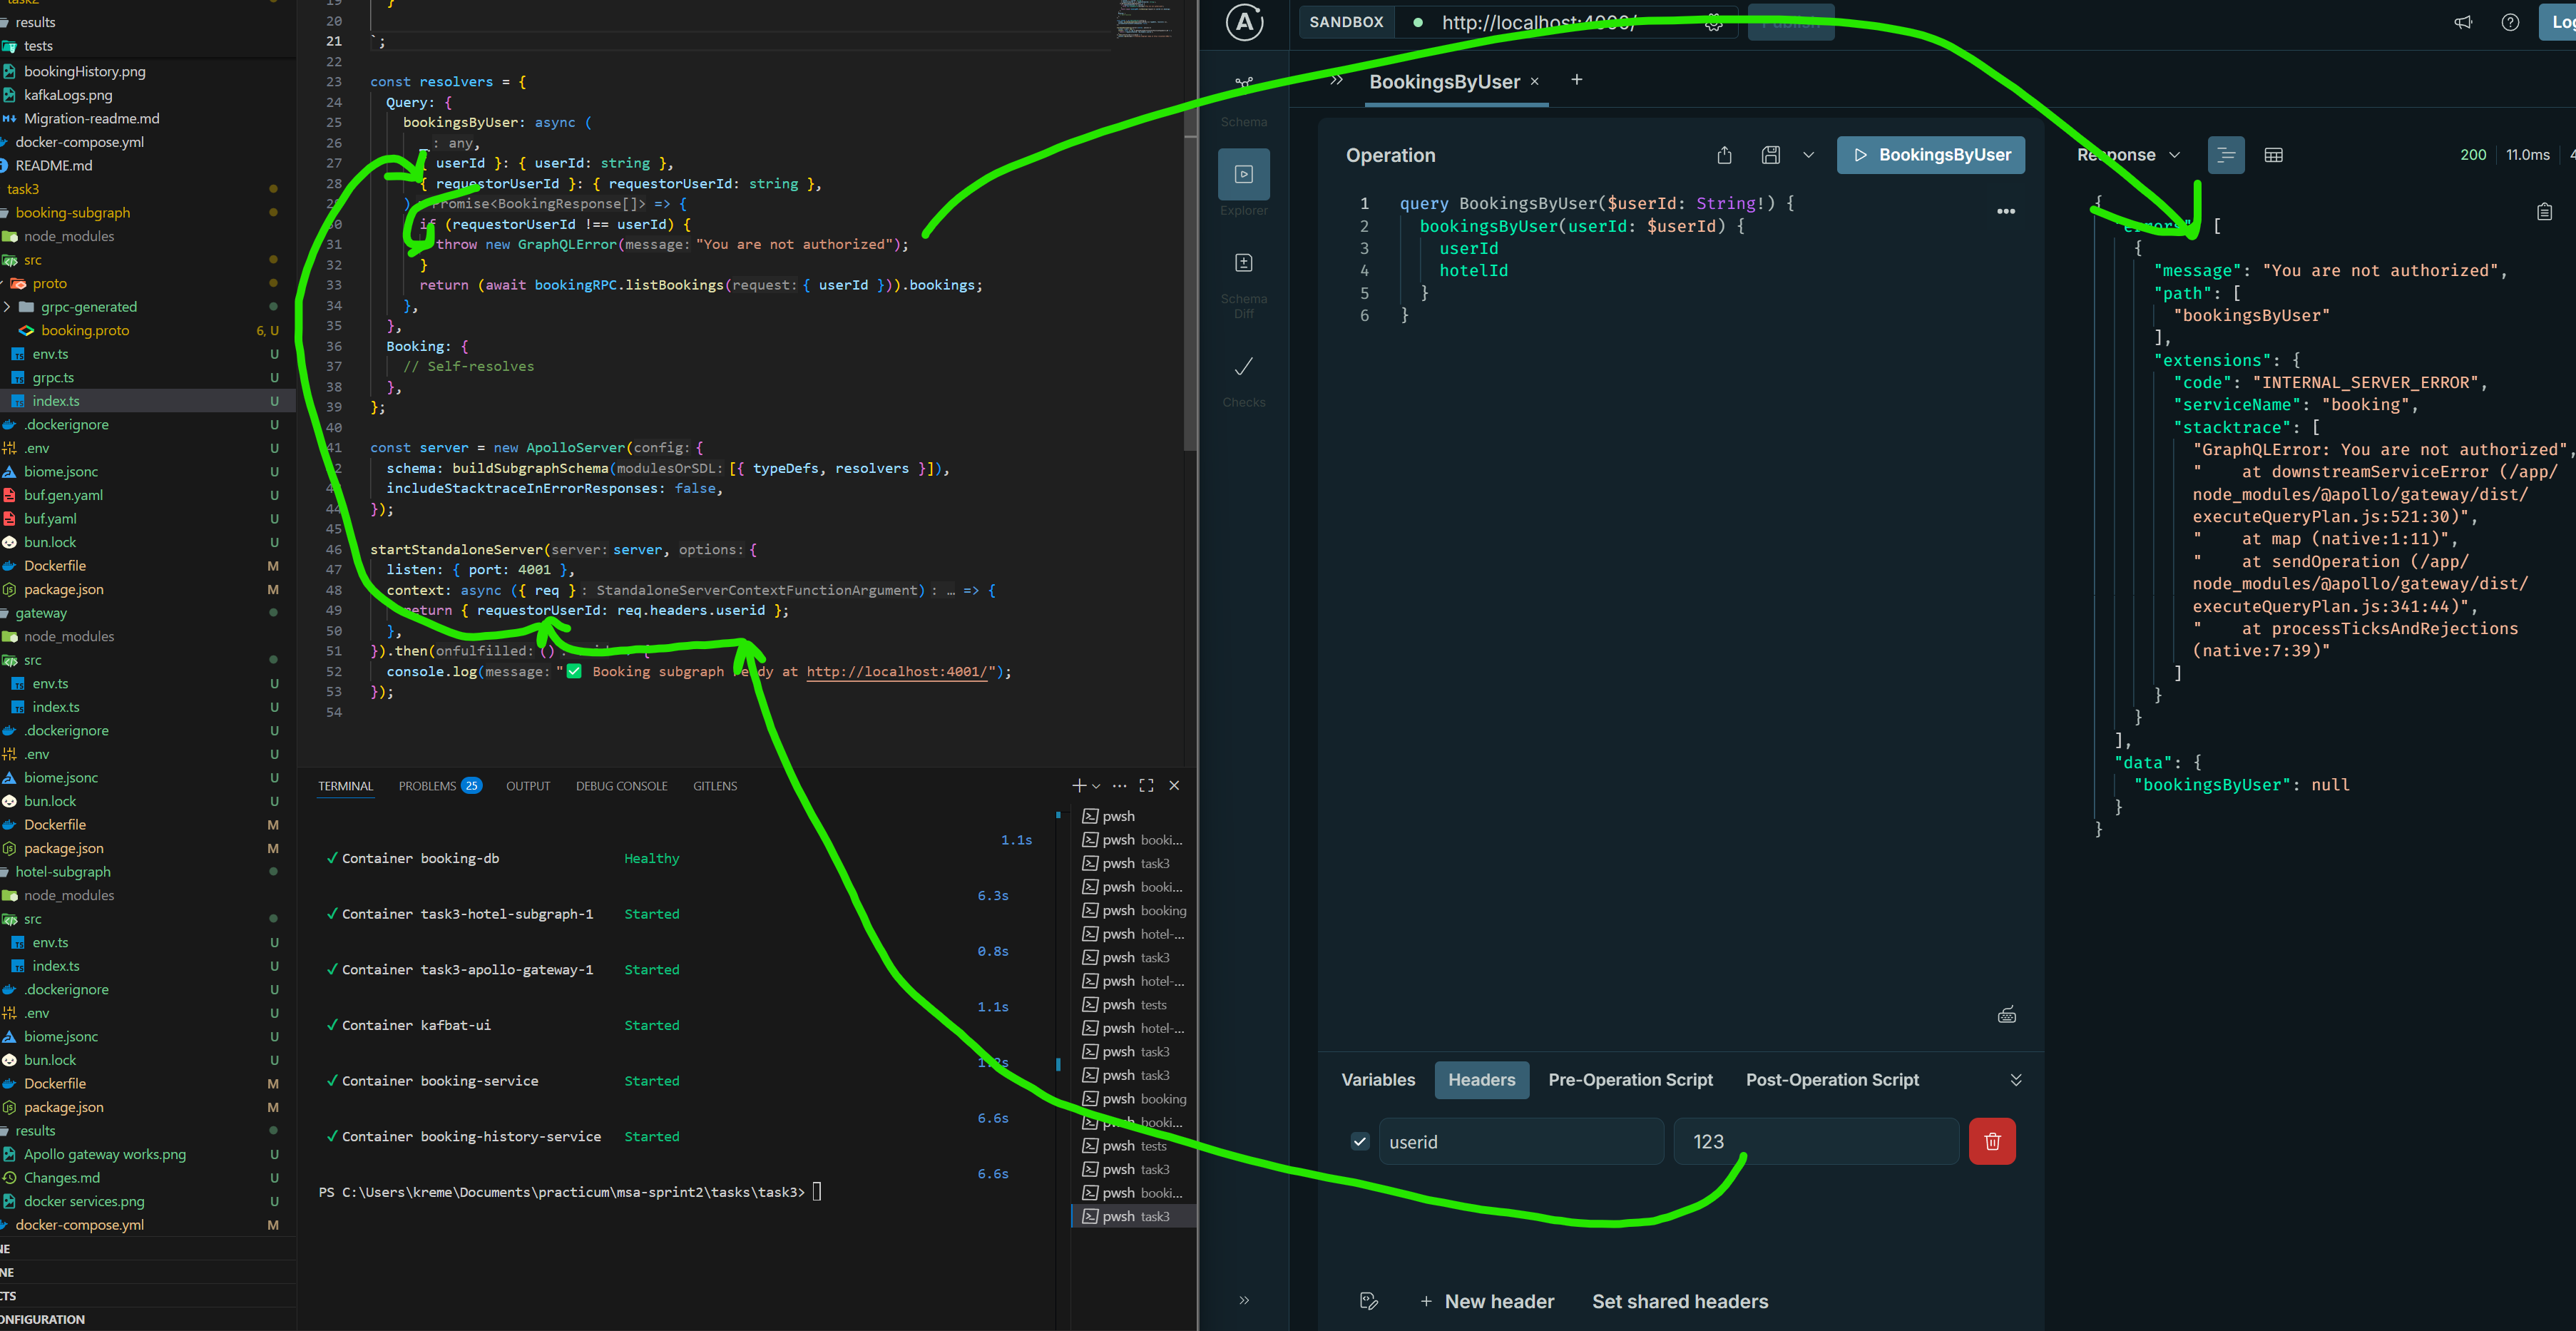 task2
results
tests
bookingHistory.png
kafkaLogs.png
Migration-readme.md
docker-compose.yml
README.md
task3
booking-subgraph
node_modules
src
proto
grpc-generated
booking.proto 6, U
env.ts U
grpc.ts U
index.ts U
.dockerignore U
.env U
biome.jsonc U
buf.gen.yaml U
buf.yaml U
bun.lock U
Dockerfile M
package.json M
gateway
node_modules
src
env.ts U
index.ts U
.dockerignore U
.env U
biome.jsonc U
bun.lock U
Dockerfile M
package.json M
hotel-subgraph
node_modules
src
env.ts U
index.ts U
.dockerignore U
.env U
biome.jsonc U
bun.lock U
Dockerfile M
package.json M
results
Apollo gateway works.png U
Changes.md U
docker services.png U
docker-compose.yml M
NE
NE
CTS
ONFIGURATION
19 }
20
21 `;
22
23 const resolvers = {
24 Query: {
25 bookingsByUser: async (
26 _: any,
27 userId }: { userId: string },
28 { requestorUserId }: { requestorUserId: string },
) Promise<BookingResponse[]> => {
30 if (requestorUserId !== userId) {
31 throw new GraphQLError(message: "You are not authorized");
32 }
33 return (await bookingRPC.listBookings(request: { userId })).bookings;
34 },
35 },
36 Booking: {
37 // Self-resolves
38 },
39 };
40
41 const server = new ApolloServer(config: {
schema: buildSubgraphSchema(modulesOrSDL: [{ typeDefs, resolvers }]),
includeStacktraceInErrorResponses: false,
44 });
45
46 startStandaloneServer(server: server, options: {
47 listen: { port: 4001 },
48 context: async ({ req }: StandaloneServerContextFunctionArgument) : … => {
49 return { requestorUserId: req.headers.userid };
50 },
51 }).then(onfulfilled: () {
52 console.log(message: "✅ Booking subgraph ready at http://localhost:4001/");
53 });
54
TERMINAL PROBLEMS 25 OUTPUT DEBUG CONSOLE GITLENS
1.1s
✓ Container booking-db Healthy
6.3s
✓ Container task3-hotel-subgraph-1 Started
0.8s
✓ Container task3-apollo-gateway-1 Started
1.1s
✓ Container kafbat-ui Started
✓ Container booking-service Started
6.6s
✓ Container booking-history-service Started
6.6s
PS C:\Users\kreme\Documents\practicum\msa-sprint2\tasks\task3>
pwsh
pwsh booki...
pwsh task3
pwsh booki...
pwsh booking
pwsh hotel-...
pwsh task3
pwsh hotel-...
pwsh tests
pwsh hotel-...
pwsh task3
pwsh task3
pwsh booking
pwsh booki...
pwsh tests
pwsh task3
pwsh booki...
pwsh task3
SANDBOX http://localhost:4000/ Publish
Log
Schema
Explorer
Schema
Diff
Checks
BookingsByUser × +
Operation
BookingsByUser
1 query BookingsByUser($userId: String!) {
2 bookingsByUser(userId: $userId) {
3 userId
4 hotelId
5 }
6 }
Variables Headers Pre-Operation Script Post-Operation Script
userid 123
+ New header Set shared headers
Response 200 11.0ms 4
{
"errors": [
{
"message": "You are not authorized",
"path": [
"bookingsByUser"
],
"extensions": {
"code": "INTERNAL_SERVER_ERROR",
"serviceName": "booking",
"stacktrace": [
"GraphQLError: You are not authorized",
" at downstreamServiceError (/app/
node_modules/@apollo/gateway/dist/
executeQueryPlan.js:521:30)",
" at map (native:1:11)",
" at sendOperation (/app/
node_modules/@apollo/gateway/dist/
executeQueryPlan.js:341:44)",
" at processTicksAndRejections
(native:7:39)"
]
}
}
],
"data": {
"bookingsByUser": null
}
}